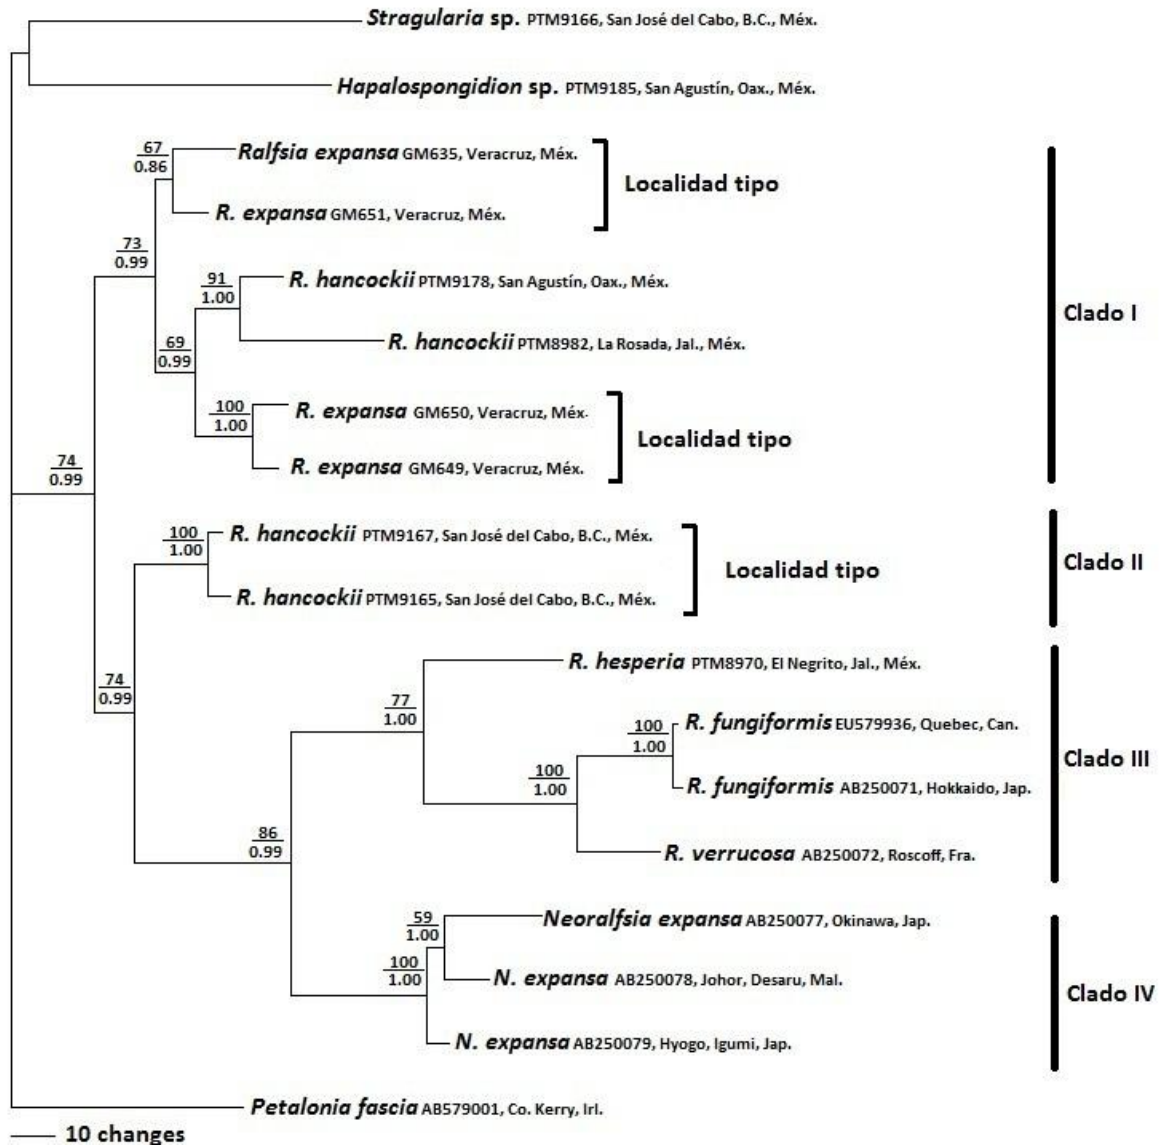 Stragularia sp. PTM9166, San José del Cabo, B.C., Méx.
Hapalospongidion sp. PTM9185, San Agustín, Oax., Méx.
67
0.86
Ralfsia expansa GM635, Veracruz, Méx.
Localidad tipo
R. expansa GM651, Veracruz, Méx.
73
0.99
91
1.00
R. hancockii PTM9178, San Agustín, Oax., Méx.
Clado I
69
0.99
R. hancockii PTM8982, La Rosada, Jal., Méx.
100
1.00
R. expansa GM650, Veracruz, Méx.
Localidad tipo
R. expansa GM649, Veracruz, Méx.
74
0.99
100
1.00
R. hancockii PTM9167, San José del Cabo, B.C., Méx.
Localidad tipo
Clado II
R. hancockii PTM9165, San José del Cabo, B.C., Méx.
74
0.99
R. hesperia PTM8970, El Negrito, Jal., Méx.
77
1.00
100
1.00
R. fungiformis EU579936, Quebec, Can.
Clado III
100
1.00
R. fungiformis AB250071, Hokkaido, Jap.
86
0.99
R. verrucosa AB250072, Roscoff, Fra.
59
1.00
Neoralfsia expansa AB250077, Okinawa, Jap.
100
1.00
N. expansa AB250078, Johor, Desaru, Mal.
Clado IV
N. expansa AB250079, Hyogo, Igumi, Jap.
Petalonia fascia AB579001, Co. Kerry, Irl.
10 changes